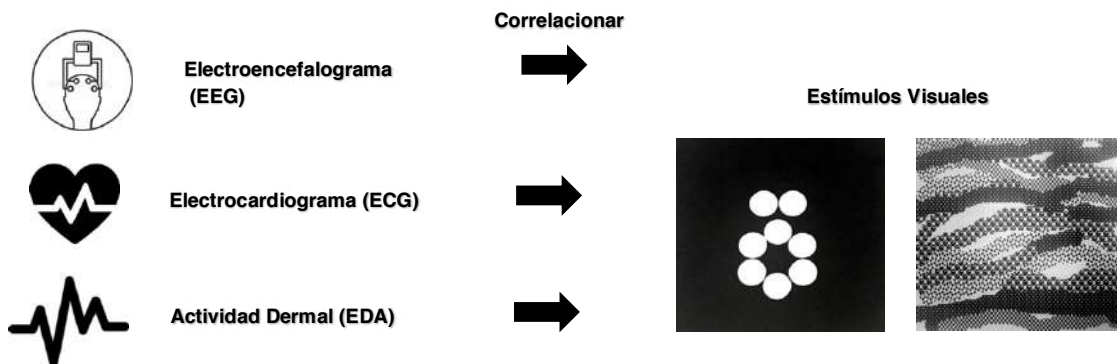 Correlacionar
Electroencefalograma
(EEG)
Estímulos Visuales
Electrocardiograma (ECG)
Actividad Dermal (EDA)